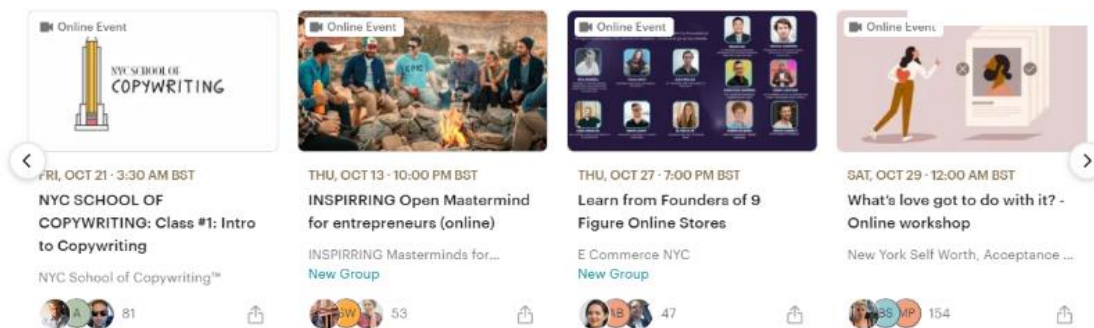 Online Event
NYC SCHOOL OF
COPYWRITING
FRI, OCT 21 · 3:30 AM BST
NYC SCHOOL OF
COPYWRITING: Class #1: Intro
to Copywriting
NYC School of Copywriting™
A
81
Online Event
EPIC
THU, OCT 13 · 10:00 PM BST
INSPIRRING Open Mastermind
for entrepreneurs (online)
INSPIRRING Masterminds for...
New Group
SW
53
Online Event
THU, OCT 27 · 7:00 PM BST
Learn from Founders of 9
Figure Online Stores
E Commerce NYC
New Group
AB
47
Online Event
SAT, OCT 29 · 12:00 AM BST
What's love got to do with it? -
Online workshop
New York Self Worth, Acceptance ...
BS
MP
154